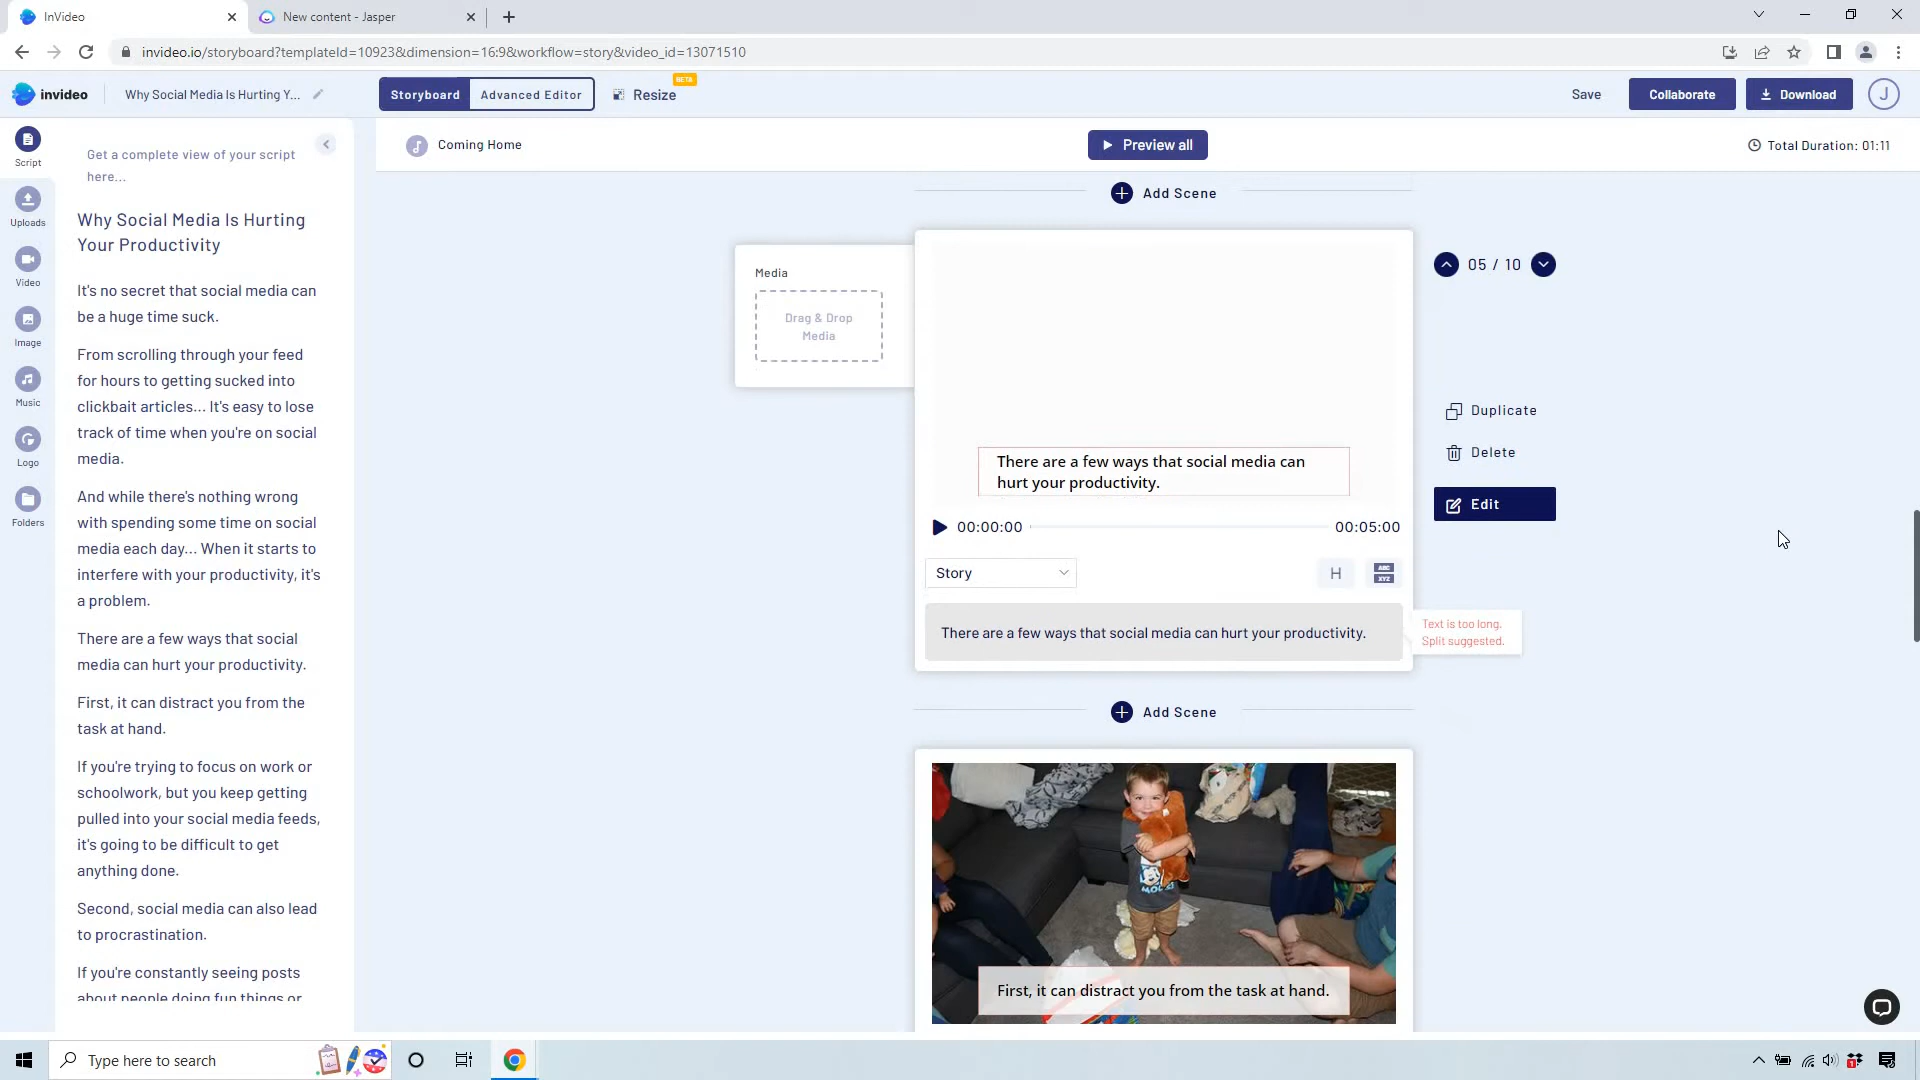 InVideo
New content - Jasper
invideo.io/storyboard?templateId=10923&dimension=16:9&workflow=story&video_id=13071510
invideo
Why Social Media Is Hurting Y...
Storyboard
Advanced Editor
Resize
BETA
Save
Collaborate
Download
J
Script
Uploads
Video
Image
Music
Logo
Folders
Get a complete view of your script
here...
Why Social Media Is Hurting
Your Productivity
It's no secret that social media can
be a huge time suck.
From scrolling through your feed
for hours to getting sucked into
clickbait articles... It's easy to lose
track of time when you're on social
media.
And while there's nothing wrong
with spending some time on social
media each day... When it starts to
interfere with your productivity, it's
a problem.
There are a few ways that social
media can hurt your productivity.
First, it can distract you from the
task at hand.
If you're trying to focus on work or
schoolwork, but you keep getting
pulled into your social media feeds,
it's going to be difficult to get
anything done.
Second, social media can also lead
to procrastination.
If you're constantly seeing posts
about people doing fun things or
Coming Home
Preview all
Total Duration: 01:11
Add Scene
Media
Drag & Drop
Media
There are a few ways that social media can
hurt your productivity.
00:00:00
00:05:00
Story
H
ABC
XYZ
There are a few ways that social media can hurt your productivity.
Text is too long.
Split suggested.
05 / 10
Duplicate
Delete
Edit
Add Scene
First, it can distract you from the task at hand.
Type here to search
1